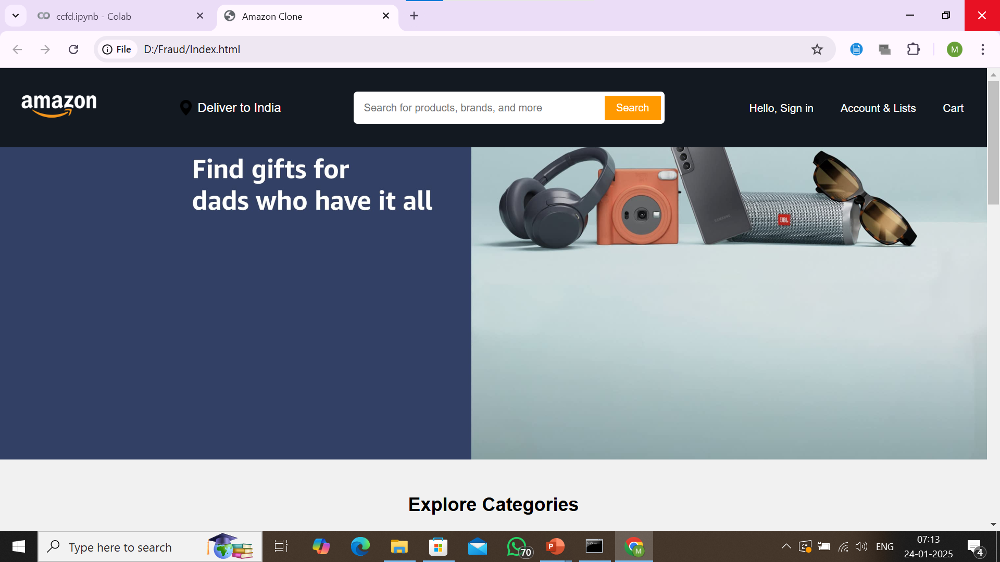 ccfd.ipynb - Colab
Amazon Clone
File
D:/Fraud/Index.html
M
amazon
Deliver to India
Search for products, brands, and more
Search
Hello, Sign in
Account & Lists
Cart
Find gifts for
dads who have it all
SAMSUNG
JBL
Explore Categories
Type here to search
70
P
C:\
M
ENG
07:13
24-01-2025
4